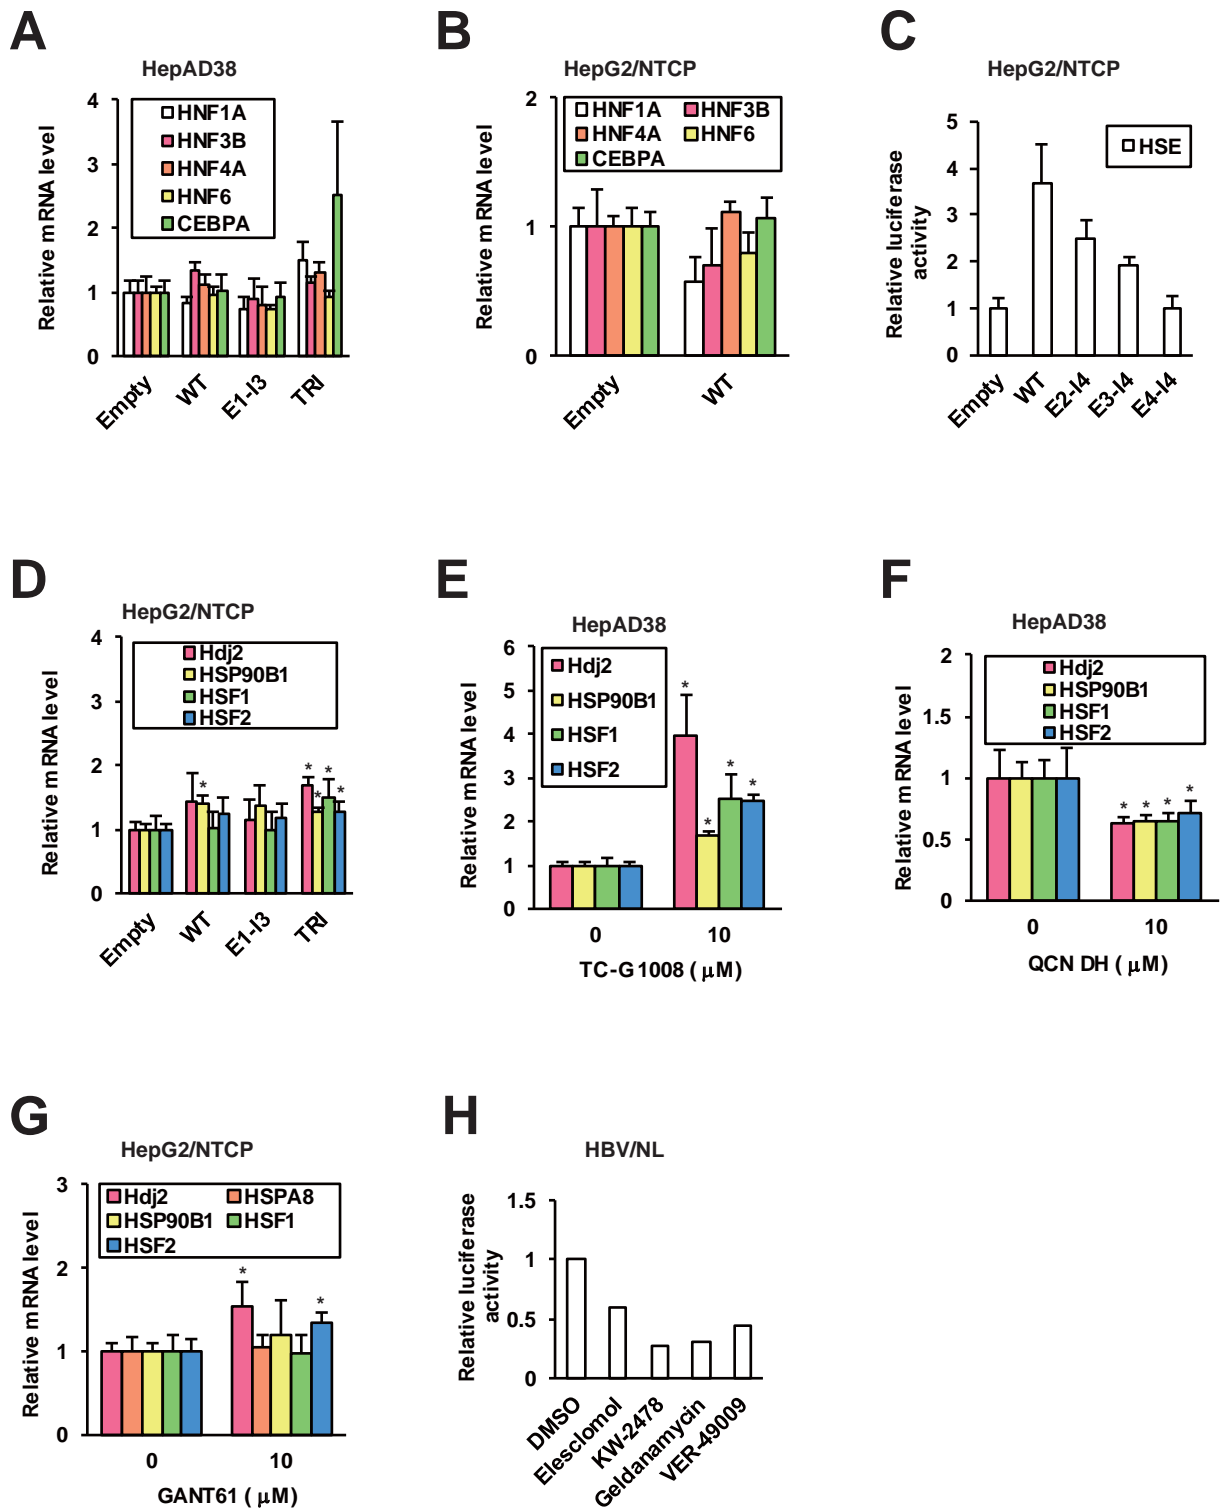 A
HepAD38
Relative mRNA level
4
3
2
1
0
HNF1A
HNF3B
HNF4A
HNF6
CEBPA
Empty
WT
E1-I3
TRI
B
HepG2/NTCP
Relative mRNA level
2
1
0
HNF1A HNF3B
HNF4A HNF6
CEBPA
Empty
WT
C
HepG2/NTCP
Relative luciferase
activity
5
4
3
2
1
0
HSE
Empty
WT
E2-I4
E3-I4
E4-I4
D
HepG2/NTCP
Relative mRNA level
4
3
2
1
0
Hdj2
HSP90B1
HSF1
HSF2
*
* * * *
Empty
WT
E1-I3
TRI
E
HepAD38
Relative mRNA level
6
5
4
3
2
1
0
Hdj2
HSP90B1
HSF1
HSF2
* * * *
0
10
TC-G1008 ( μM)
F
HepAD38
Relative mRNA level
2
1.5
1
0.5
0
Hdj2
HSP90B1
HSF1
HSF2
* * * *
0
10
QCN DH ( μM)
G
HepG2/NTCP
Relative mRNA level
3
2
1
0
Hdj2 HSPA8
HSP90B1 HSF1
HSF2
* *
0
10
GANT61 ( μM)
H
HBV/NL
Relative luciferase
activity
1.5
1
0.5
0
DMSO
Elesclomol
KW-2478
Geldanamycin
VER-49009